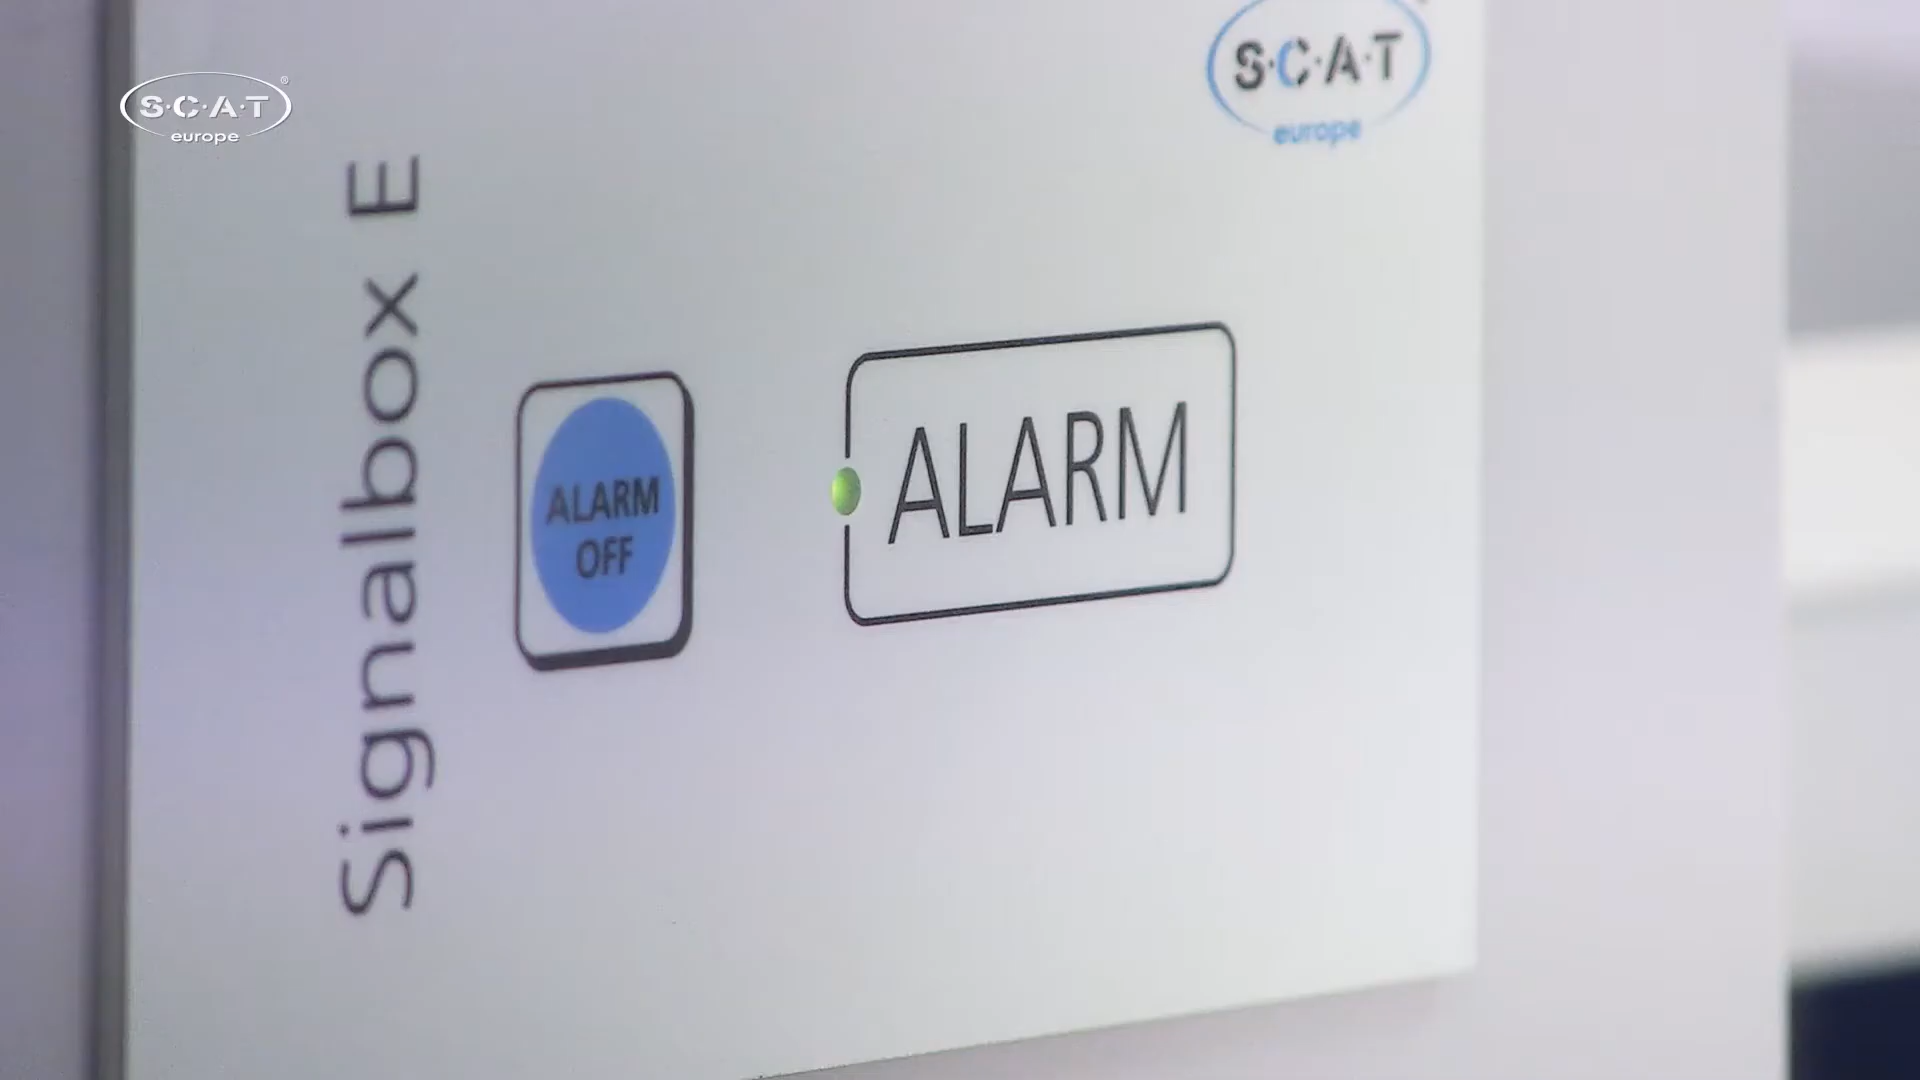 S·C·A·T®
europe
S·C·A·T
europe
Signalbox E
ALARM
OFF
ALARM